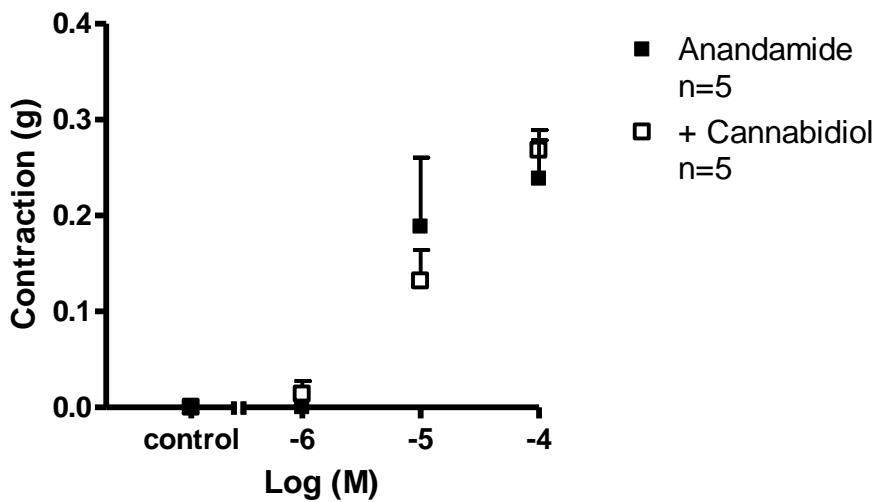 0.4
0.3
0.2
0.1
0.0
Contraction (g)
control -6 -5 -4
Log (M)
Anandamide
n=5
+ Cannabidiol
n=5